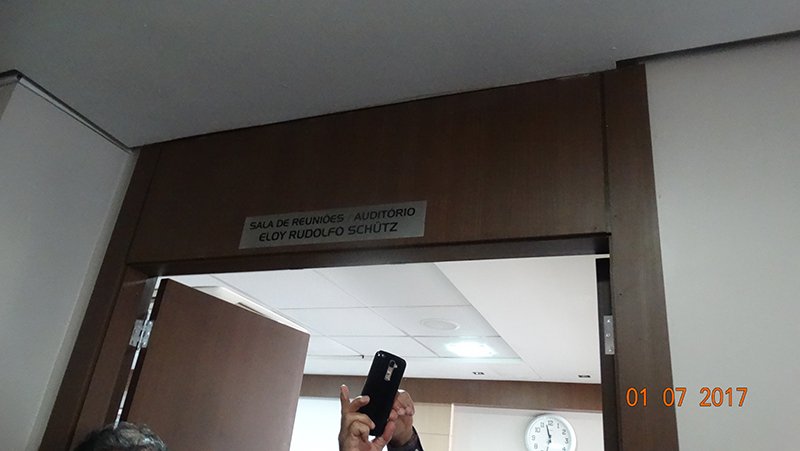 SALA DE REUNIÕES / AUDITÓRIO
ELOY RUDOLFO SCHÜTZ
01 07 2017